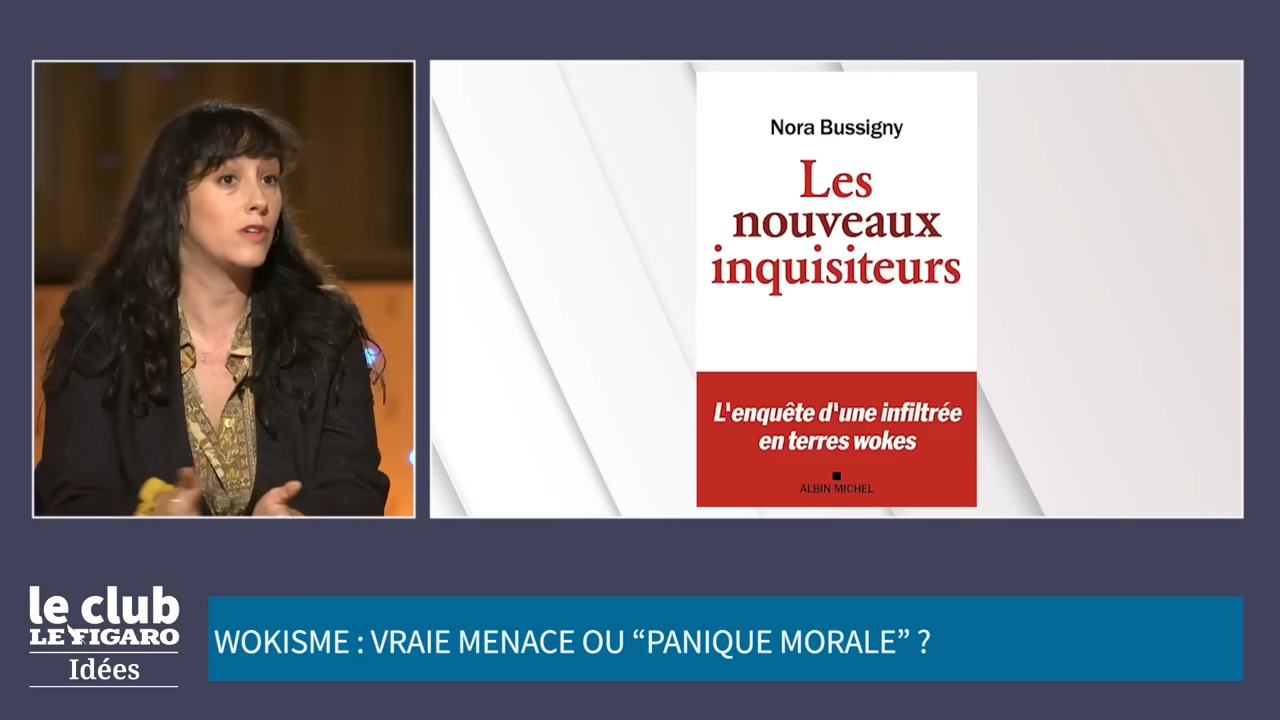 Nora Bussigny
Les
nouveaux
inquisiteurs
L'enquête d'une infiltrée
en terres wokes
ALBIN MICHEL
le club
LE FIGARO
Idées
WOKISME : VRAIE MENACE OU “PANIQUE MORALE” ?